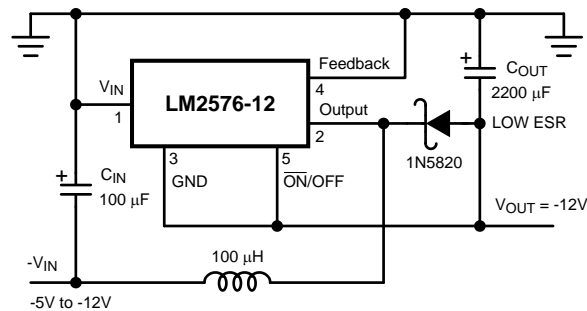 Feedback
+
COUT
VIN
LM2576-12
4
2200 μF
1
Output
2
LOW ESR
+
CIN
3
5
1N5820
100 μF
GND
ON/OFF
VOUT = -12V
-VIN
100 μH
-5V to -12V